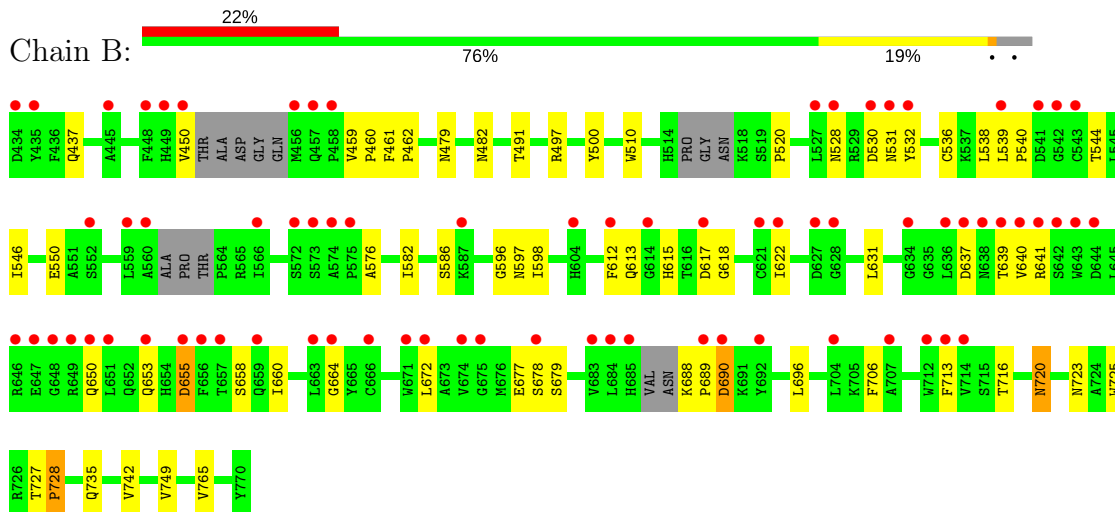 22%
Chain B:
76% 19% • •
D434 Y435 F436 Q437 A445 F448 H449 V450 THR ALA ASP GLY GLN M456 Q457 P458 V459 P460 F461 P462 N479 N482 T491 R497 Y500 W510 H514 PRO GLY ASN K518 S519 P520 L527 N528 R529 D530 N531 Y532 C536 K537 L538 L539 P540 D541 G542 C543 T544 L545
I546 E550 A551 S552 L559 A560 ALA PRO THR P564 R565 I566 S572 S573 A574 P575 A576 I582 S586 K587 G596 N597 I598 H604 F612 Q613 G614 H615 T616 D617 G618 C621 I622 D627 G628 L631 G634 G635 L636 D637 N638 T639 V640 R641 S642 W643 D644 L645
R646 E647 G648 R649 Q650 L651 Q652 Q653 H654 D655 F656 T657 S658 Q659 I660 L663 G664 Y665 C666 W671 L672 A673 V674 G675 M676 E677 S678 S679 V683 L684 H685 VAL ASN K688 P689 D690 K691 Y692 L696 L704 K705 F706 A707 W712 F713 V714 S715 T716 N720 N723 A724 W725
R726 T727 P728 Q735 V742 V749 V765 Y770